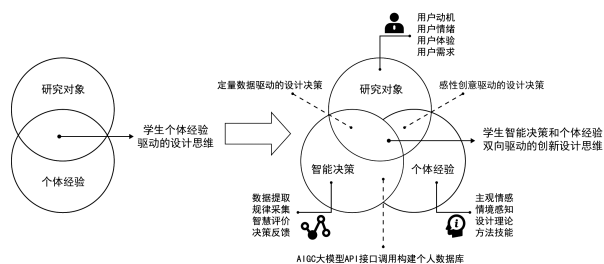 用户动机
用户情绪
用户体验
用户需求
研究对象
个体经验
学生个体经验
驱动的设计思维
定量数据驱动的设计决策
感性创意驱动的设计决策
研究对象
智能决策
个体经验
学生智能决策和个体经验
双向驱动的创新设计思维
数据提取
规律采集
智慧评价
决策反馈
主观情感
情境感知
设计理论
方法技能
AIGC大模型API接口调用构建个人数据库